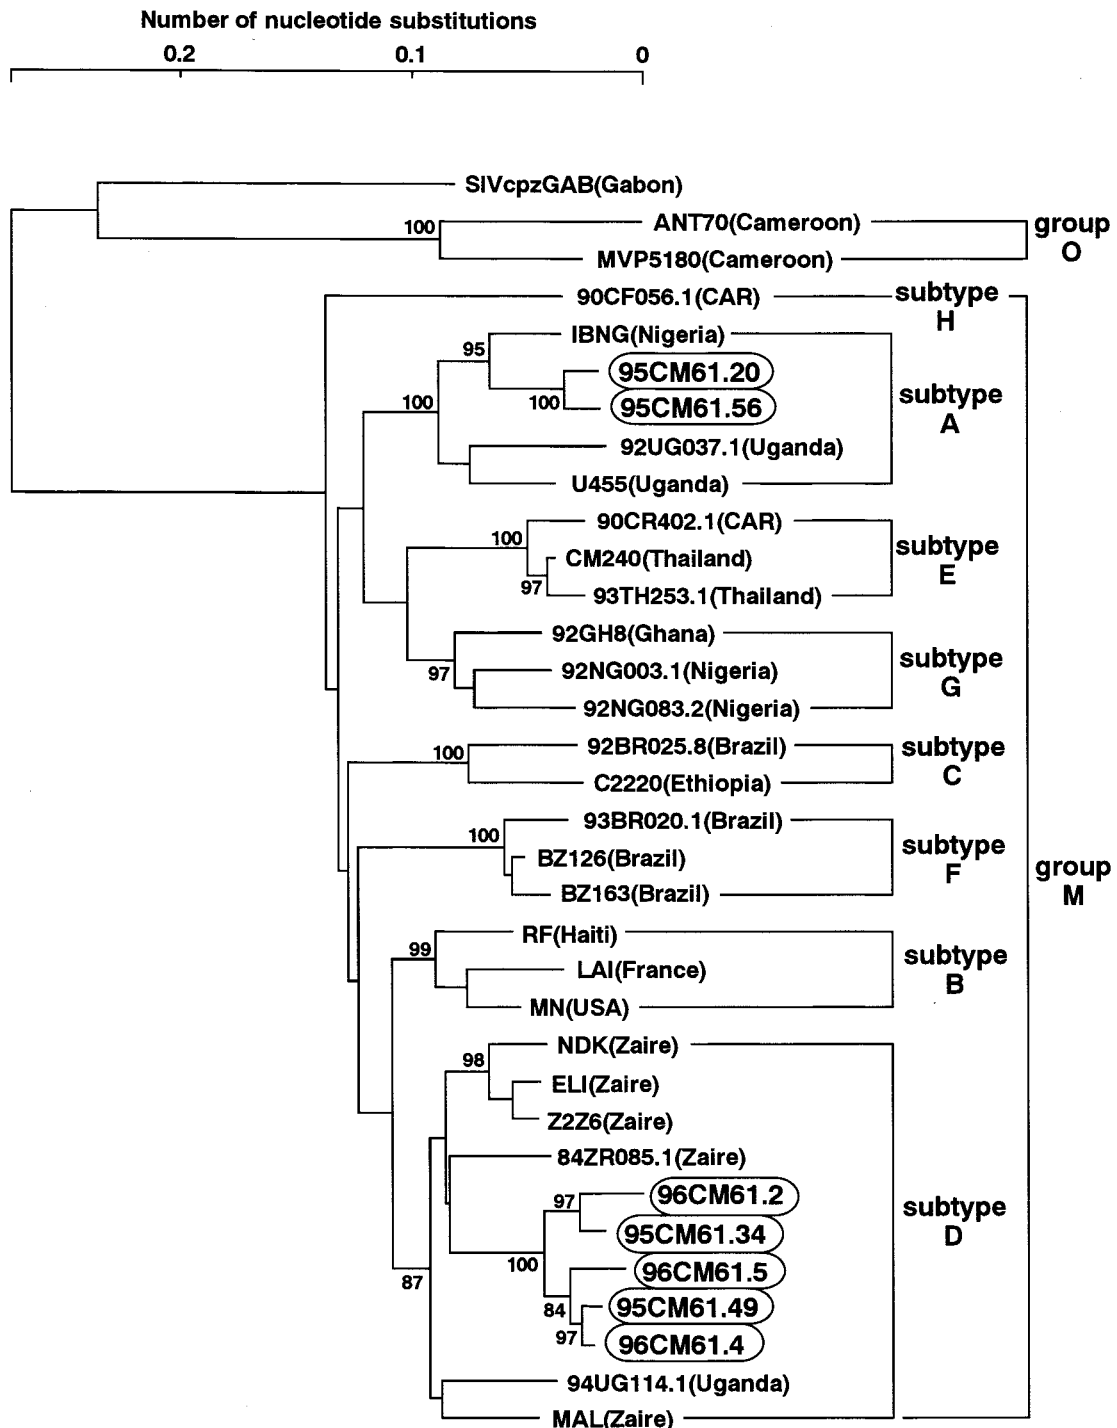 Number of nucleotide substitutions
0.2 0.1 0
SIVcpzGAB(Gabon)
100
ANT70(Cameroon)
MVP5180(Cameroon)
group
O
90CF056.1(CAR)
subtype
H
IBNG(Nigeria)
95
95CM61.20
100
100
95CM61.56
subtype
A
92UG037.1(Uganda)
U455(Uganda)
90CR402.1(CAR)
100
CM240(Thailand)
97
93TH253.1(Thailand)
subtype
E
92GH8(Ghana)
97
92NG003.1(Nigeria)
92NG083.2(Nigeria)
subtype
G
100
92BR025.8(Brazil)
C2220(Ethiopia)
subtype
C
93BR020.1(Brazil)
100
BZ126(Brazil)
BZ163(Brazil)
subtype
F
group
M
RF(Haiti)
99
LAI(France)
MN(USA)
subtype
B
NDK(Zaire)
98
ELI(Zaire)
Z2Z6(Zaire)
84ZR085.1(Zaire)
97
96CM61.2
95CM61.34
subtype
D
100
87
96CM61.5
84
95CM61.49
97
96CM61.4
94UG114.1(Uganda)
MAL(Zaire)